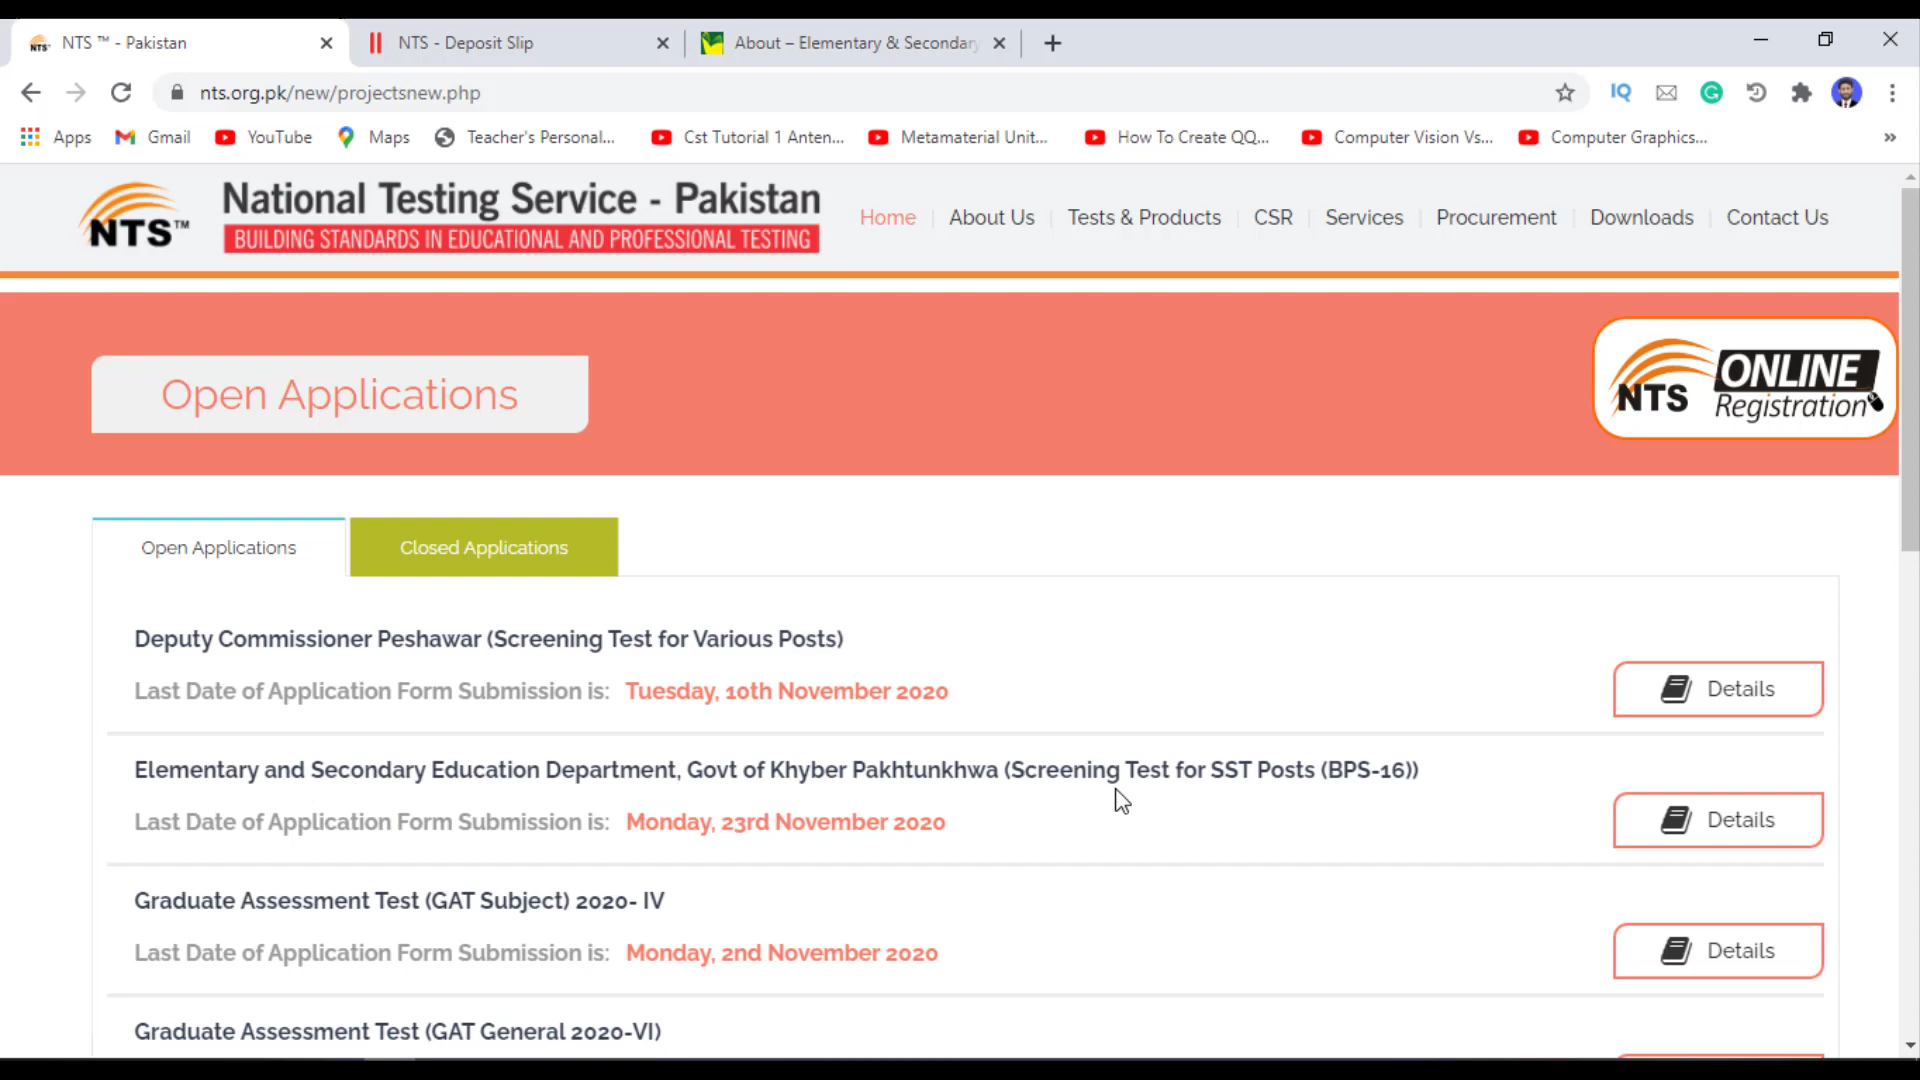 NTS ™ - Pakistan
NTS - Deposit Slip
About – Elementary & Secondar
nts.org.pk/new/projectsnew.php
IQ
Apps
Gmail
YouTube
Maps
Teacher's Personal...
Cst Tutorial 1 Anten...
Metamaterial Unit...
How To Create QQ...
Computer Vision Vs...
Computer Graphics...
»
NTS™
National Testing Service - Pakistan
BUILDING STANDARDS IN EDUCATIONAL AND PROFESSIONAL TESTING
Home
About Us
Tests & Products
CSR
Services
Procurement
Downloads
Contact Us
Open Applications
NTS
ONLINE
Registration
Open Applications
Closed Applications
Deputy Commissioner Peshawar (Screening Test for Various Posts)
Last Date of Application Form Submission is: Tuesday, 10th November 2020
Details
Elementary and Secondary Education Department, Govt of Khyber Pakhtunkhwa (Screening Test for SST Posts (BPS-16))
Last Date of Application Form Submission is: Monday, 23rd November 2020
Details
Graduate Assessment Test (GAT Subject) 2020- IV
Last Date of Application Form Submission is: Monday, 2nd November 2020
Details
Graduate Assessment Test (GAT General 2020-VI)